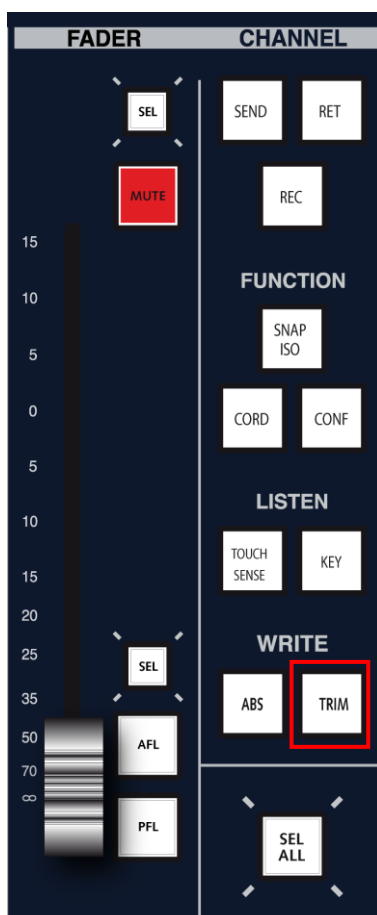 FADER
CHANNEL
SEL
SEND
RET
MUTE
REC
15
10
5
0
5
10
15
20
25
35
50
70
∞
FUNCTION
SNAP
ISO
CORD
CONF
LISTEN
TOUCH
SENSE
KEY
WRITE
SEL
ABS
TRIM
AFL
PFL
SEL
ALL